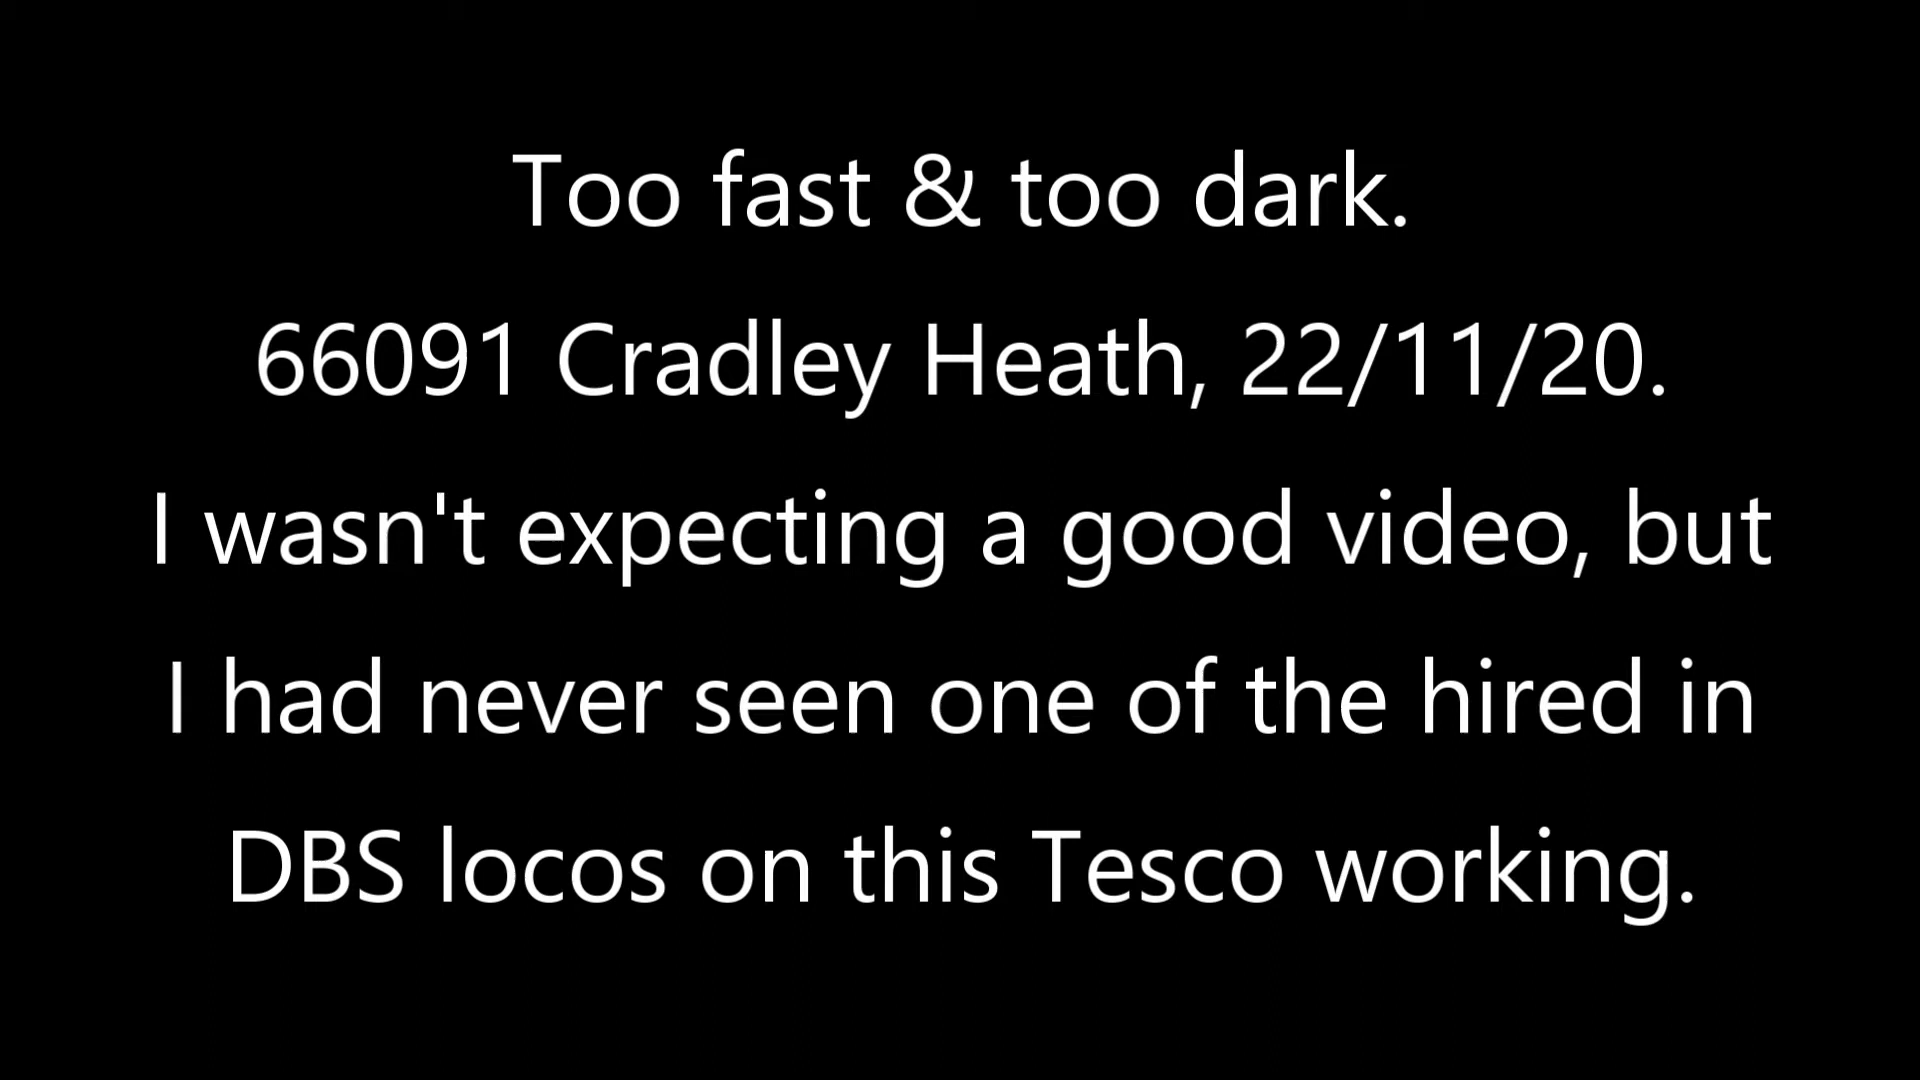 Too fast & too dark.
66091 Cradley Heath, 22/11/20.
I wasn't expecting a good video, but
I had never seen one of the hired in
DBS locos on this Tesco working.